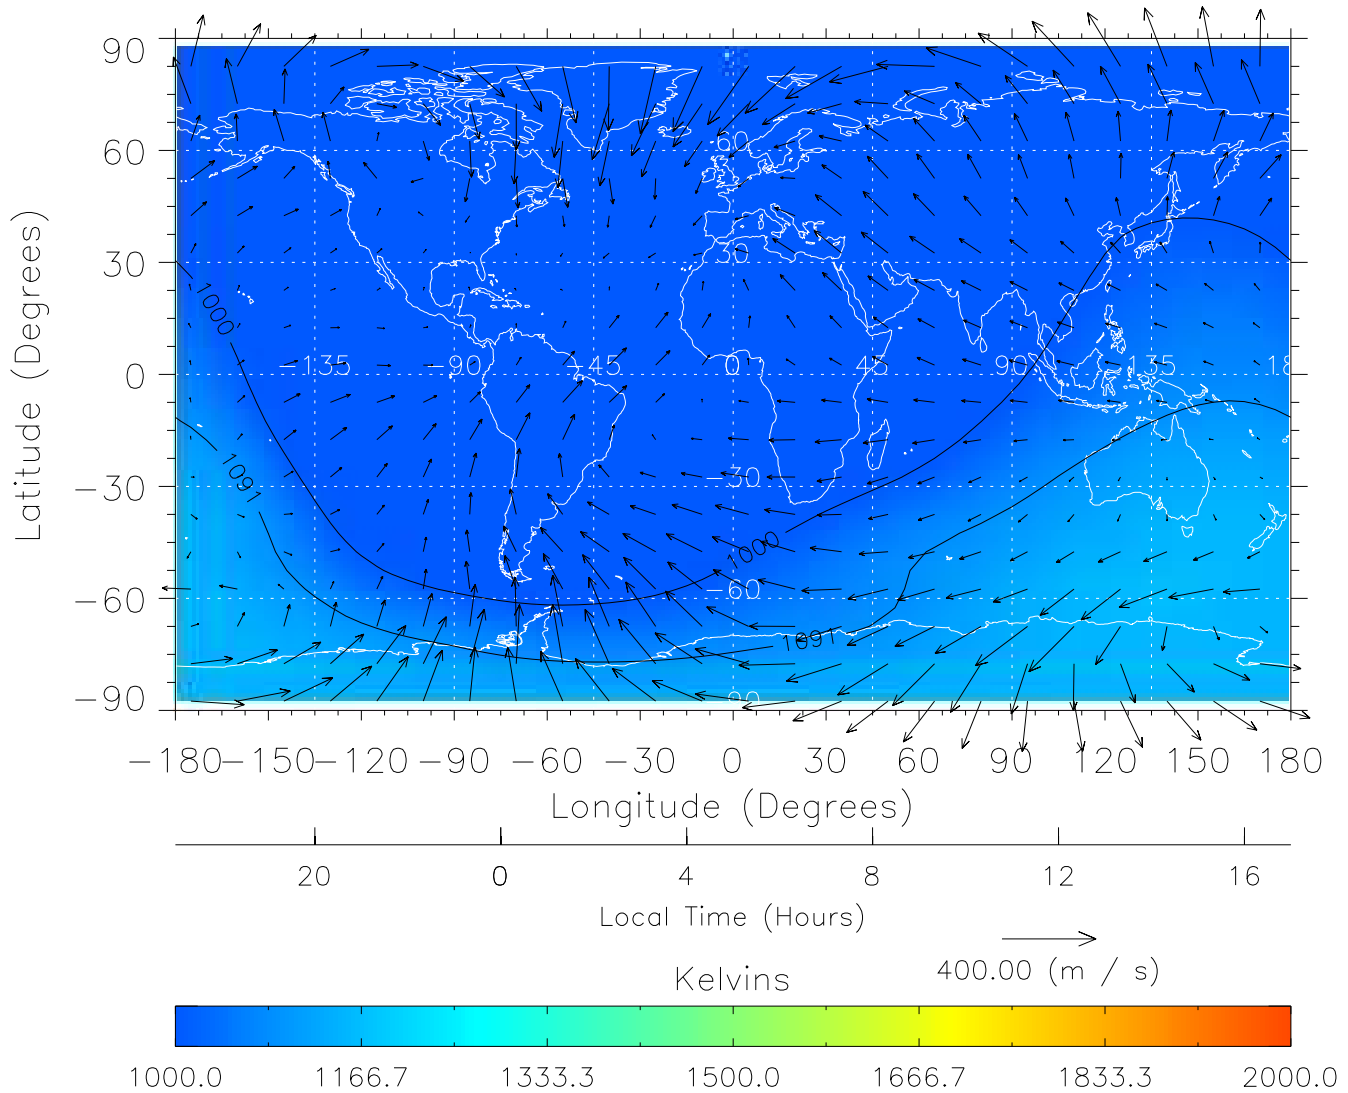 90
60
30
0
−30
−60
−90
Latitude (Degrees)
60
30
−135 −90 −45 0 45 90 135 18
−30
−60
−90
1000
1091
1000
1091
−180 −150 −120 −90 −60 −30 0 30 60 90 120 150 180
Longitude (Degrees)
20 0 4 8 12 16
Local Time (Hours)
400.00 (m / s)
Kelvins
1000.0 1166.7 1333.3 1500.0 1666.7 1833.3 2000.0